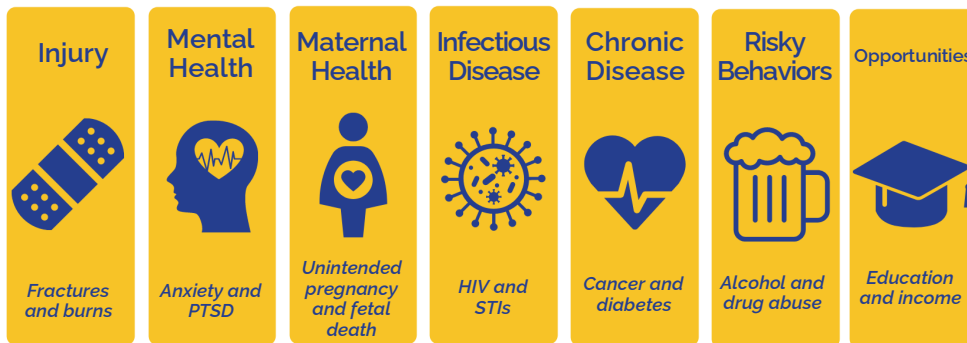 Injury
Fractures
and burns
Mental
Health
Anxiety and
PTSD
Maternal
Health
Unintended
pregnancy
and fetal
death
Infectious
Disease
HIV and
STIs
Chronic
Disease
Cancer and
diabetes
Risky
Behaviors
Alcohol and
drug abuse
Opportunities
Education
and income